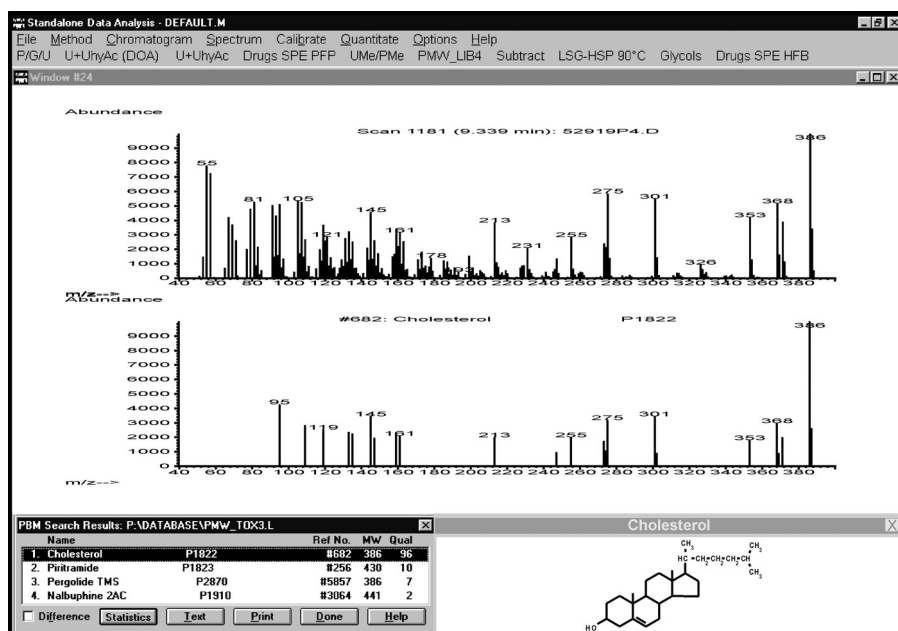 Standalone Data Analysis - DEFAULT.M
File Method Chromatogram Spectrum Calibrate Quantitate Options Help
P/G/U U+UhyAc (DOA) U+UhyAc Drugs SPE PFP UMe/PMe PMW_LIB4 Subtract LSG-HSP 90°C Glycols Drugs SPE HFB
Window #24
Abundance
Scan 1181 (9.339 min): 52919P4.D
386
9000
8000
55
7000
6000
81 105 275 301
5000
368
145
4000
353
213
161
3000
121 255
231
2000
178
326
1000
193
0
40 60 80 100 120 140 160 180 200 220 240 260 280 300 320 340 360 380
m/z-->
Abundance
#682: Cholesterol P1822
386
9000
8000
7000
6000
5000
95
4000
145 301
275
3000
119 368
161 213 255
2000
353
1000
0
40 60 80 100 120 140 160 180 200 220 240 260 280 300 320 340 360 380
m/z-->
PBM Search Results: P:\DATABASE\PMW_TOX3.L
Name Ref No. MW Qual
1. Cholesterol P1822 #682 386 96
2. Piritramide P1823 #256 430 10
3. Pergolide TMS P2870 #5857 386 7
4. Nalbuphine 2AC P1910 #3064 441 2
Difference Statistics Text Print Done Help
Cholesterol
CH3 CH3
HC-CH2-CH2-CH2-CH
CH3
HO